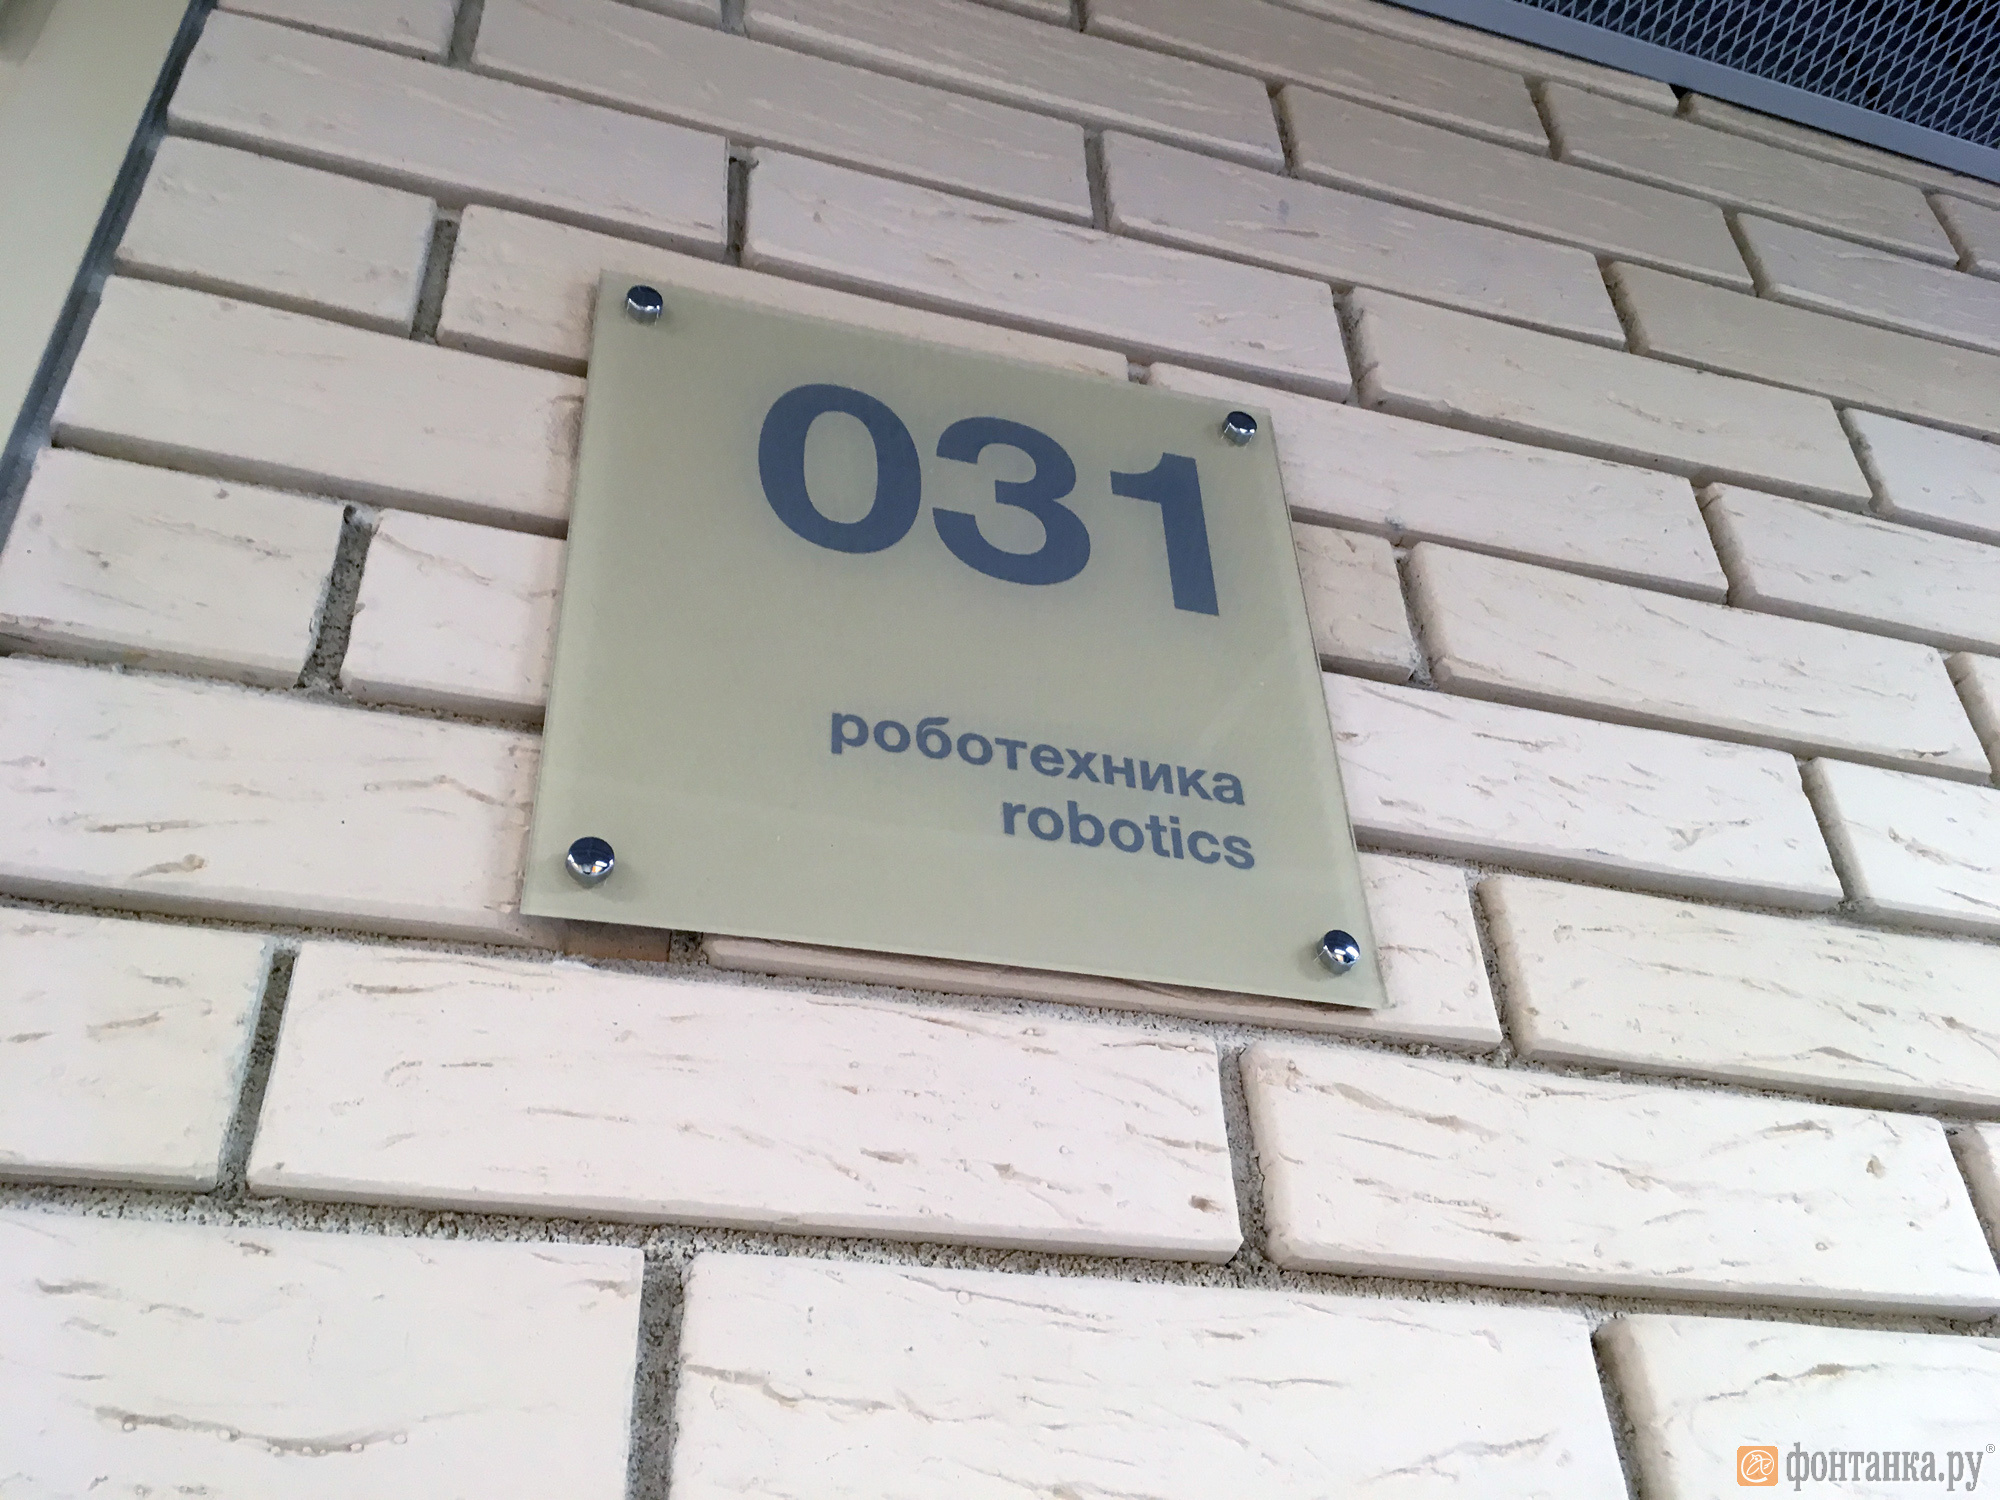 031
робототехника
robotics
фонтанка.ру®